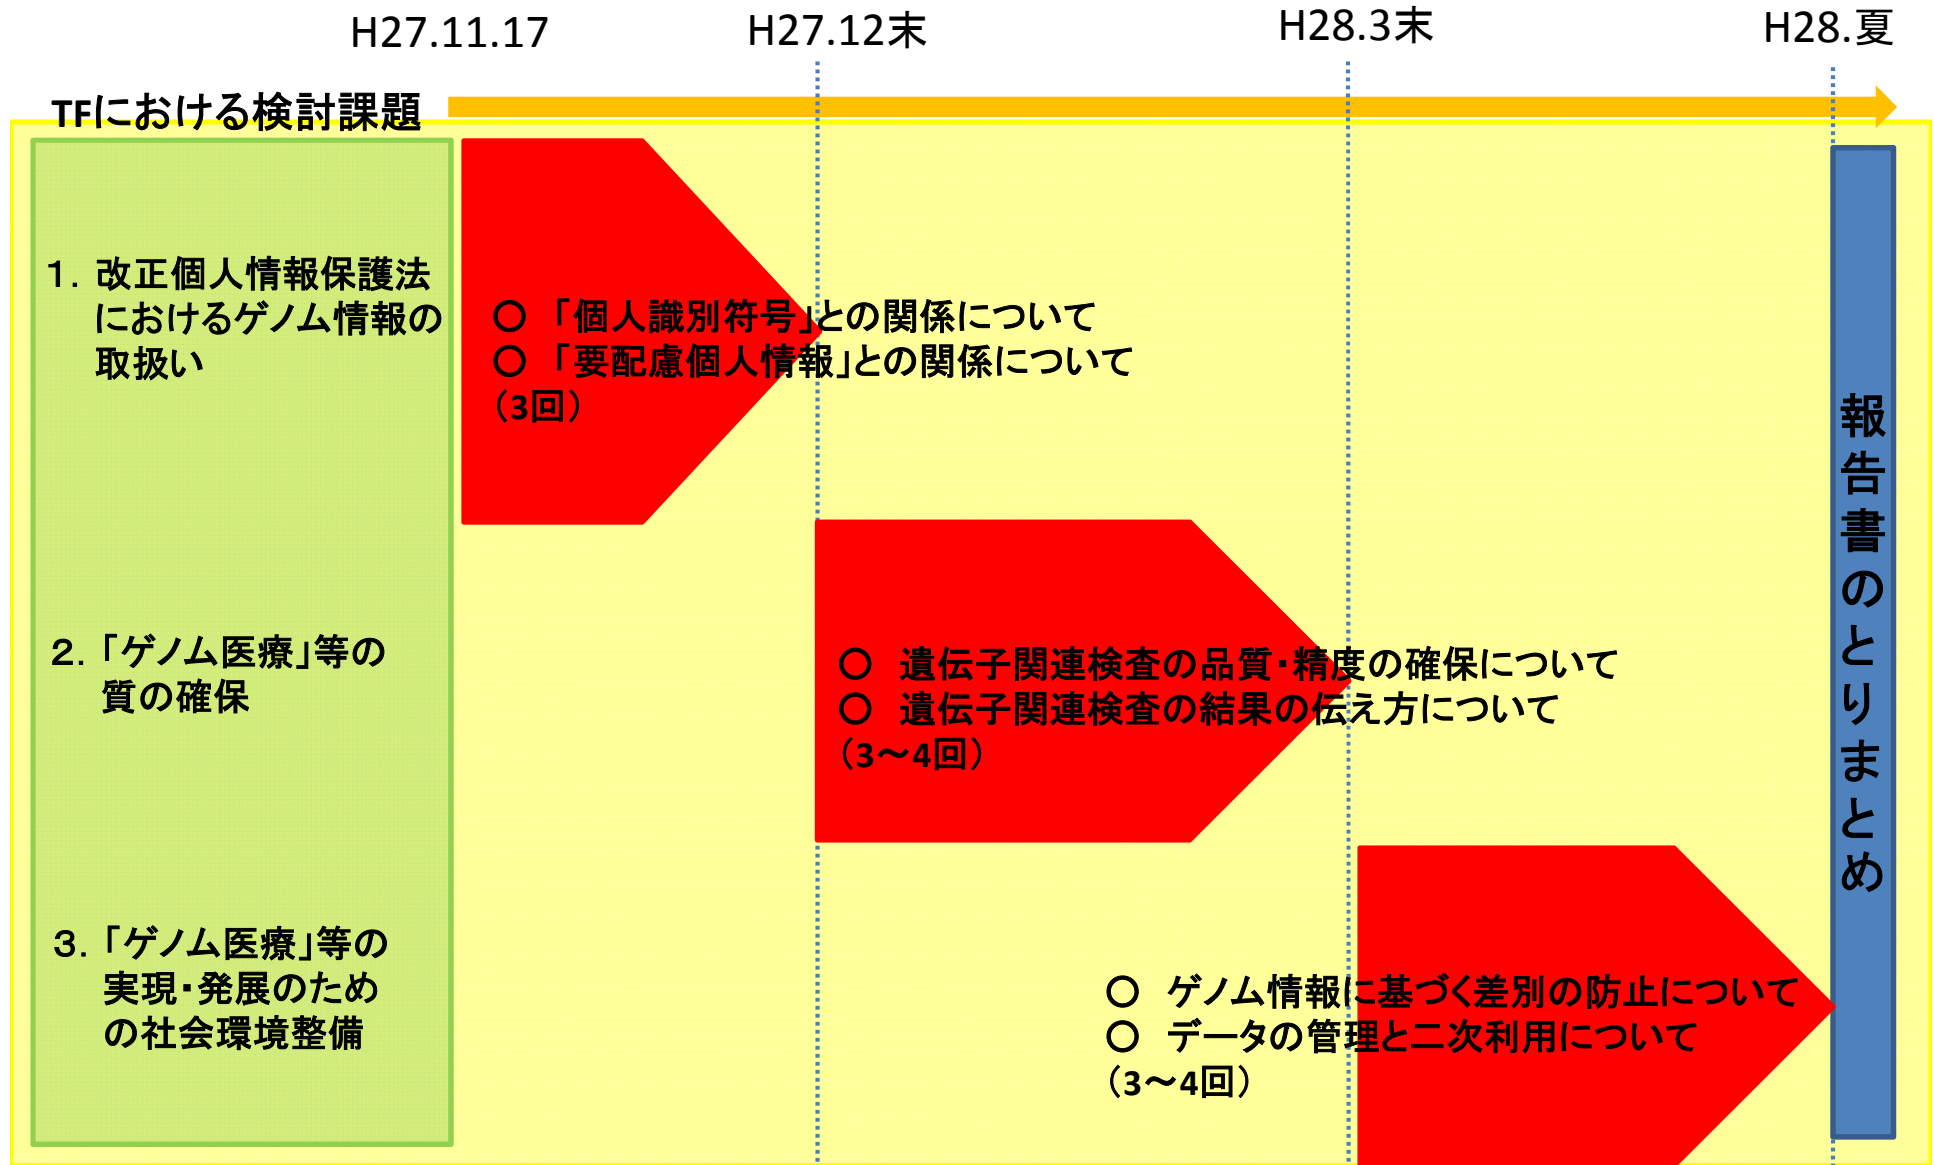 H27.11.17
H27.12末
H28.3末
H28.夏
TFにおける検討課題
1. 改正個人情報保護法
におけるゲノム情報の
取扱い
○ 「個人識別符号」との関係について
○ 「要配慮個人情報」との関係について
（3回）
2. 「ゲノム医療」等の
質の確保
○ 遺伝子関連検査の品質・精度の確保について
○ 遺伝子関連検査の結果の伝え方について
（3～4回）
3. 「ゲノム医療」等の
実現・発展のため
の社会環境整備
○ ゲノム情報に基づく差別の防止について
○ データの管理と二次利用について
（3～4回）
報告書のとりまとめ